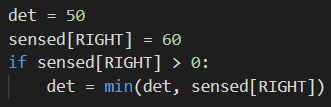 det = 50
sensed[RIGHT] = 60
if sensed[RIGHT] > 0:
    det = min(det, sensed[RIGHT])